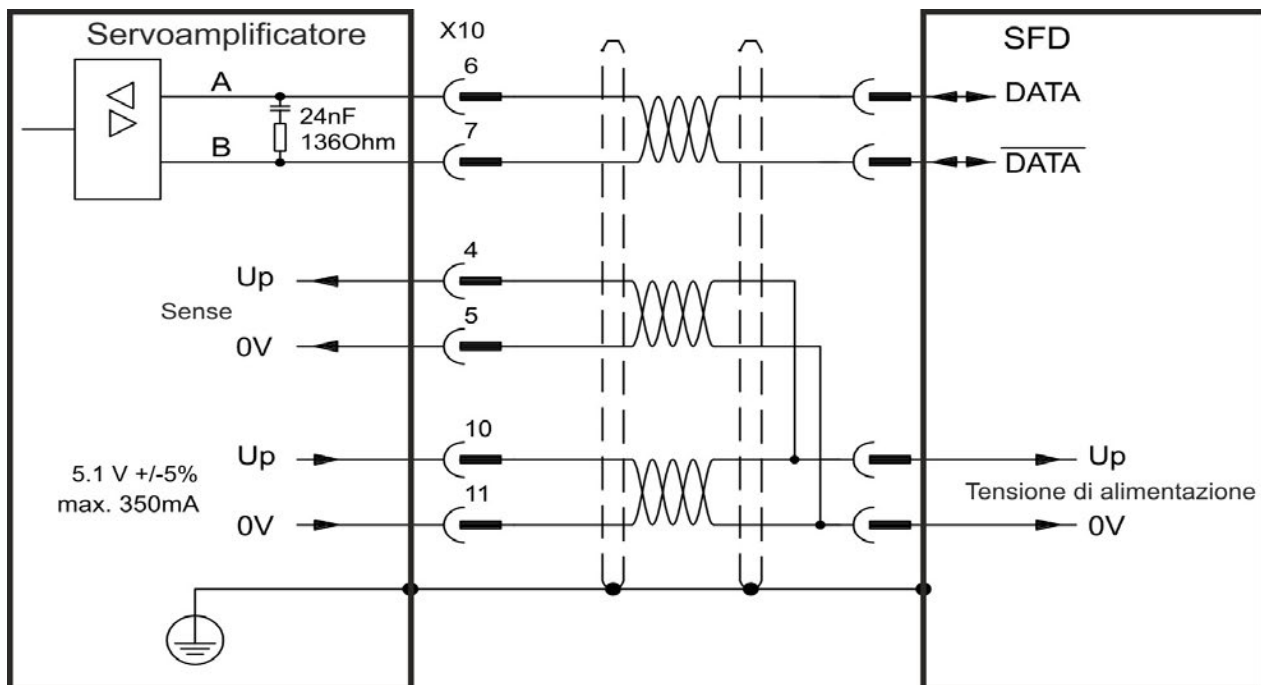 Servoamplificatore
X10
SFD
A
6
DATA
24nF
136Ohm
B
7
DATA
4
Up
Sense
5
0V
10
Up
5.1 V +/-5%
max. 350mA
11
0V
Up
Tensione di alimentazione
0V